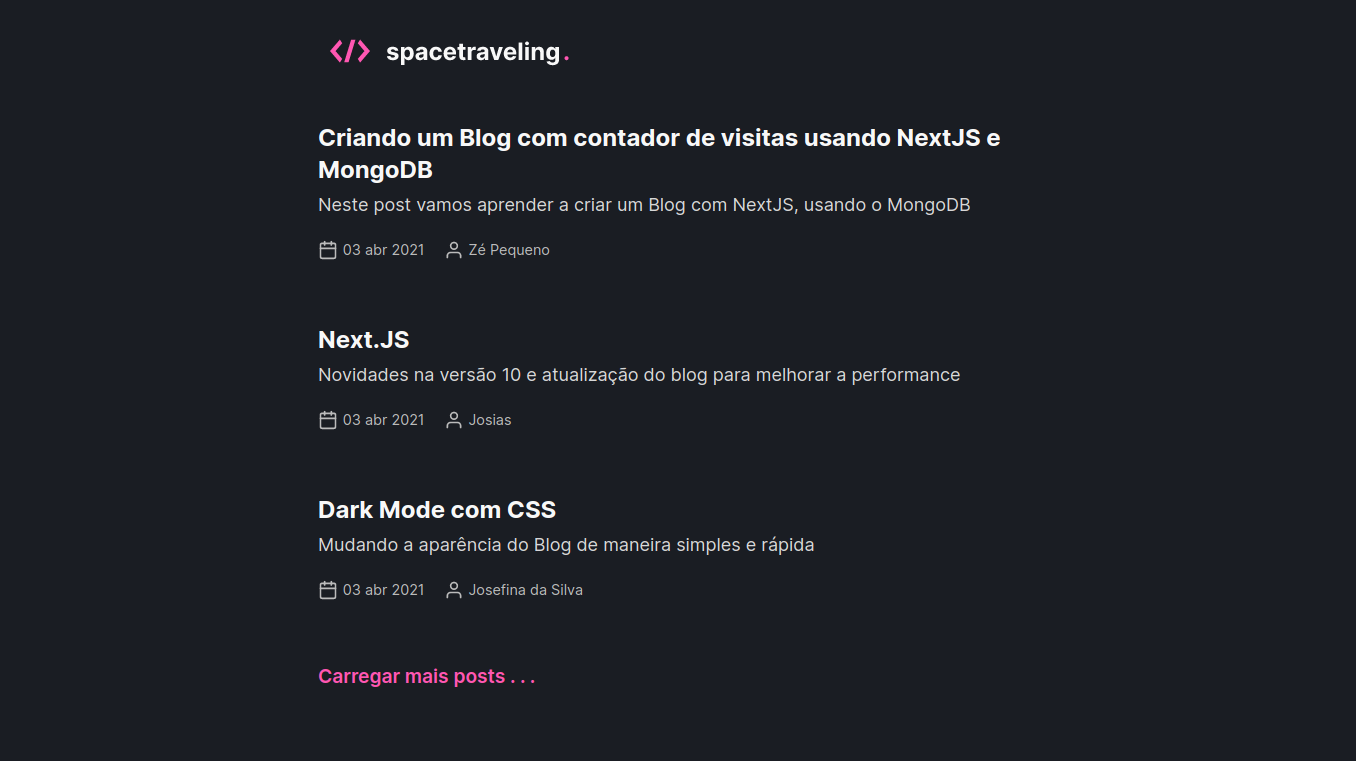 </> spacetraveling.
Criando um Blog com contador de visitas usando NextJS e
MongoDB
Neste post vamos aprender a criar um Blog com NextJS, usando o MongoDB
03 abr 2021 Zé Pequeno
Next.JS
Novidades na versão 10 e atualização do blog para melhorar a performance
03 abr 2021 Josias
Dark Mode com CSS
Mudando a aparência do Blog de maneira simples e rápida
03 abr 2021 Josefina da Silva
Carregar mais posts . . .